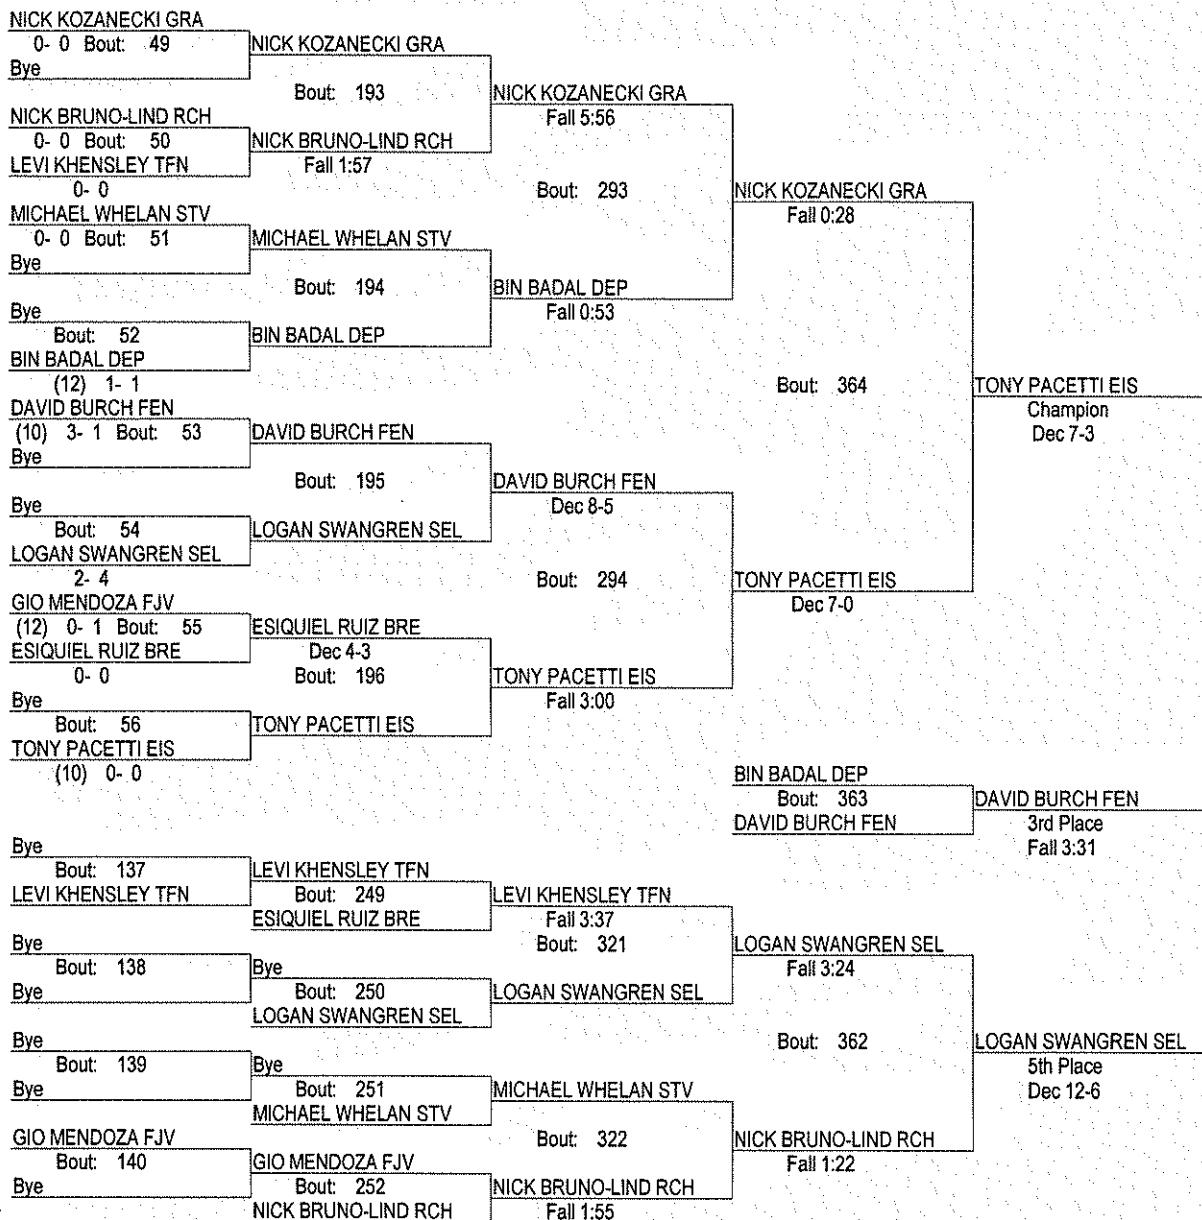 NICK KOZANECKI GRA
0- 0 Bout: 49
Bye
NICK KOZANECKI GRA
Bout: 193
NICK BRUNO-LIND RCH
0- 0 Bout: 50
LEVI KHENSLEY TFN
0- 0
NICK BRUNO-LIND RCH
Fall 1:57
NICK KOZANECKI GRA
Fall 5:56
Bout: 293
MICHAEL WHELAN STV
0- 0 Bout: 51
Bye
MICHAEL WHELAN STV
Bout: 194
Bye
Bout: 52
BIN BADAL DEP
(12) 1- 1
BIN BADAL DEP
BIN BADAL DEP
Fall 0:53
NICK KOZANECKI GRA
Fall 0:28
Bout: 364
DAVID BURCH FEN
(10) 3- 1 Bout: 53
Bye
DAVID BURCH FEN
Bout: 195
Bye
Bout: 54
LOGAN SWANGREN SEL
2- 4
LOGAN SWANGREN SEL
DAVID BURCH FEN
Dec 8-5
Bout: 294
GIO MENDOZA FJV
(12) 0- 1 Bout: 55
ESIQUIEL RUIZ BRE
0- 0
ESIQUIEL RUIZ BRE
Dec 4-3
Bout: 196
Bye
Bout: 56
TONY PACETTI EIS
(10) 0- 0
TONY PACETTI EIS
TONY PACETTI EIS
Fall 3:00
TONY PACETTI EIS
Dec 7-0
TONY PACETTI EIS
Champion
Dec 7-3
BIN BADAL DEP
Bout: 363
DAVID BURCH FEN
DAVID BURCH FEN
3rd Place
Fall 3:31
Bye
Bout: 137
LEVI KHENSLEY TFN
LEVI KHENSLEY TFN
Bout: 249
ESIQUIEL RUIZ BRE
LEVI KHENSLEY TFN
Fall 3:37
Bout: 321
Bye
Bout: 138
Bye
Bye
Bout: 250
LOGAN SWANGREN SEL
LOGAN SWANGREN SEL
LOGAN SWANGREN SEL
Fall 3:24
Bout: 362
Bye
Bout: 139
Bye
Bye
Bout: 251
MICHAEL WHELAN STV
MICHAEL WHELAN STV
Bout: 322
GIO MENDOZA FJV
Bout: 140
Bye
GIO MENDOZA FJV
Bout: 252
NICK BRUNO-LIND RCH
NICK BRUNO-LIND RCH
Fall 1:55
NICK BRUNO-LIND RCH
Fall 1:22
LOGAN SWANGREN SEL
5th Place
Dec 12-6